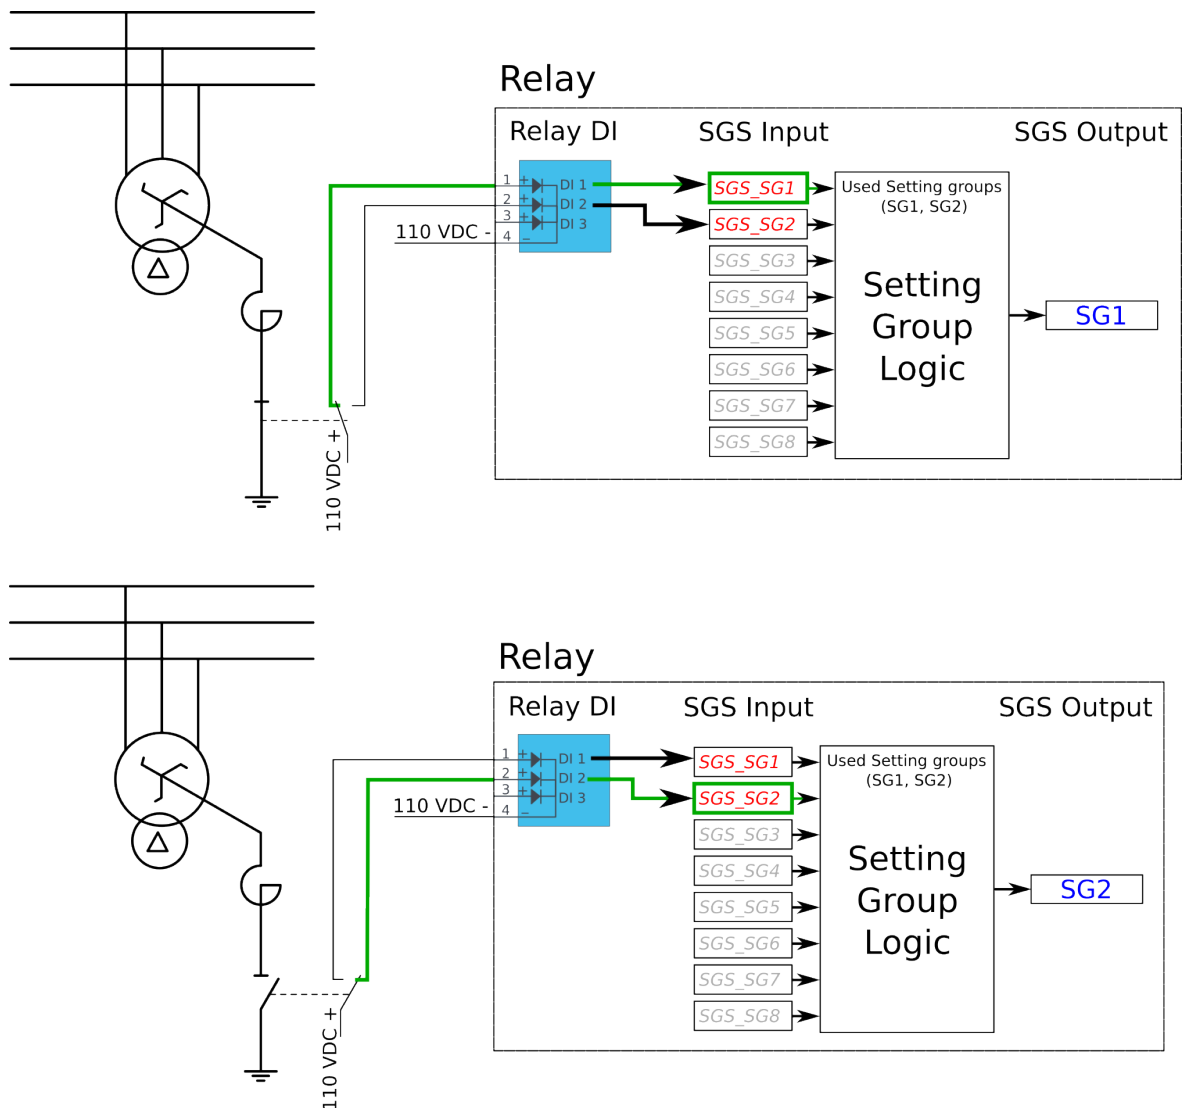 Relay
Relay DI
SGS Input
SGS Output
1 +
2 +
3 +
4 −
DI 1
DI 2
DI 3
110 VDC -
110 VDC +
SGS_SG1
SGS_SG2
SGS_SG3
SGS_SG4
SGS_SG5
SGS_SG6
SGS_SG7
SGS_SG8
Used Setting groups
(SG1, SG2)
Setting
Group
Logic
SG1
Relay
Relay DI
SGS Input
SGS Output
1 +
2 +
3 +
4 −
DI 1
DI 2
DI 3
110 VDC -
110 VDC +
SGS_SG1
SGS_SG2
SGS_SG3
SGS_SG4
SGS_SG5
SGS_SG6
SGS_SG7
SGS_SG8
Used Setting groups
(SG1, SG2)
Setting
Group
Logic
SG2